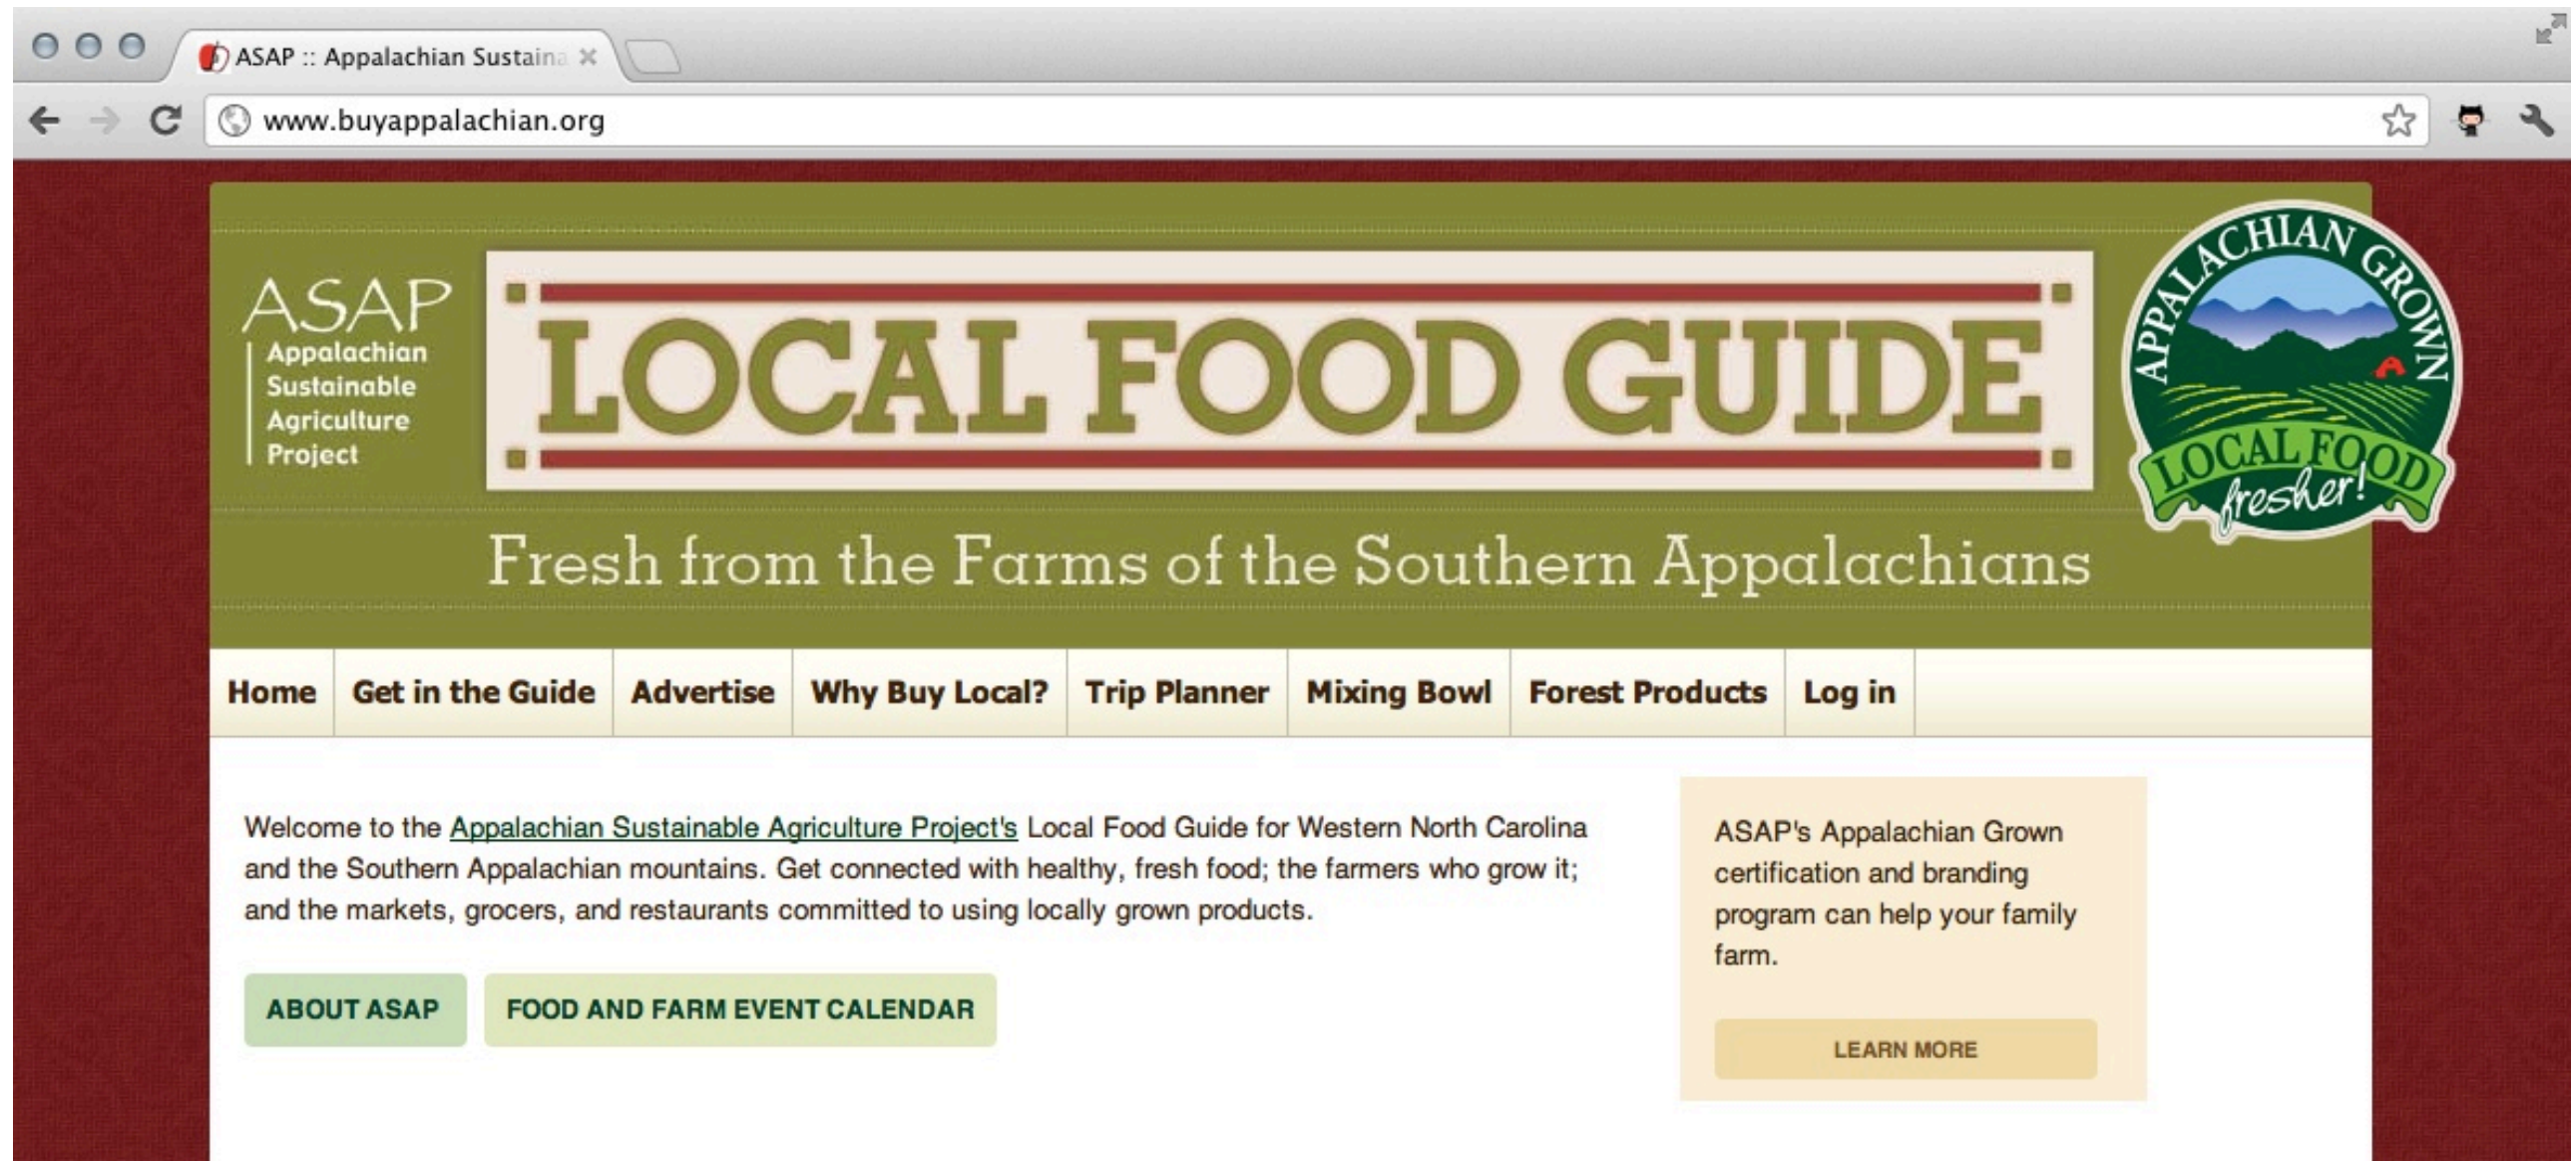 ASAP :: Appalachian Sustaina
www.buyappalachian.org
ASAP
Appalachian
Sustainable
Agriculture
Project
LOCAL FOOD GUIDE
APPALACHIAN GROWN
LOCAL FOOD
fresher!
Fresh from the Farms of the Southern Appalachians
Home Get in the Guide Advertise Why Buy Local? Trip Planner Mixing Bowl Forest Products Log in
Welcome to the Appalachian Sustainable Agriculture Project's Local Food Guide for Western North Carolina
and the Southern Appalachian mountains. Get connected with healthy, fresh food; the farmers who grow it;
and the markets, grocers, and restaurants committed to using locally grown products.
ABOUT ASAP FOOD AND FARM EVENT CALENDAR
ASAP's Appalachian Grown
certification and branding
program can help your family
farm.
LEARN MORE